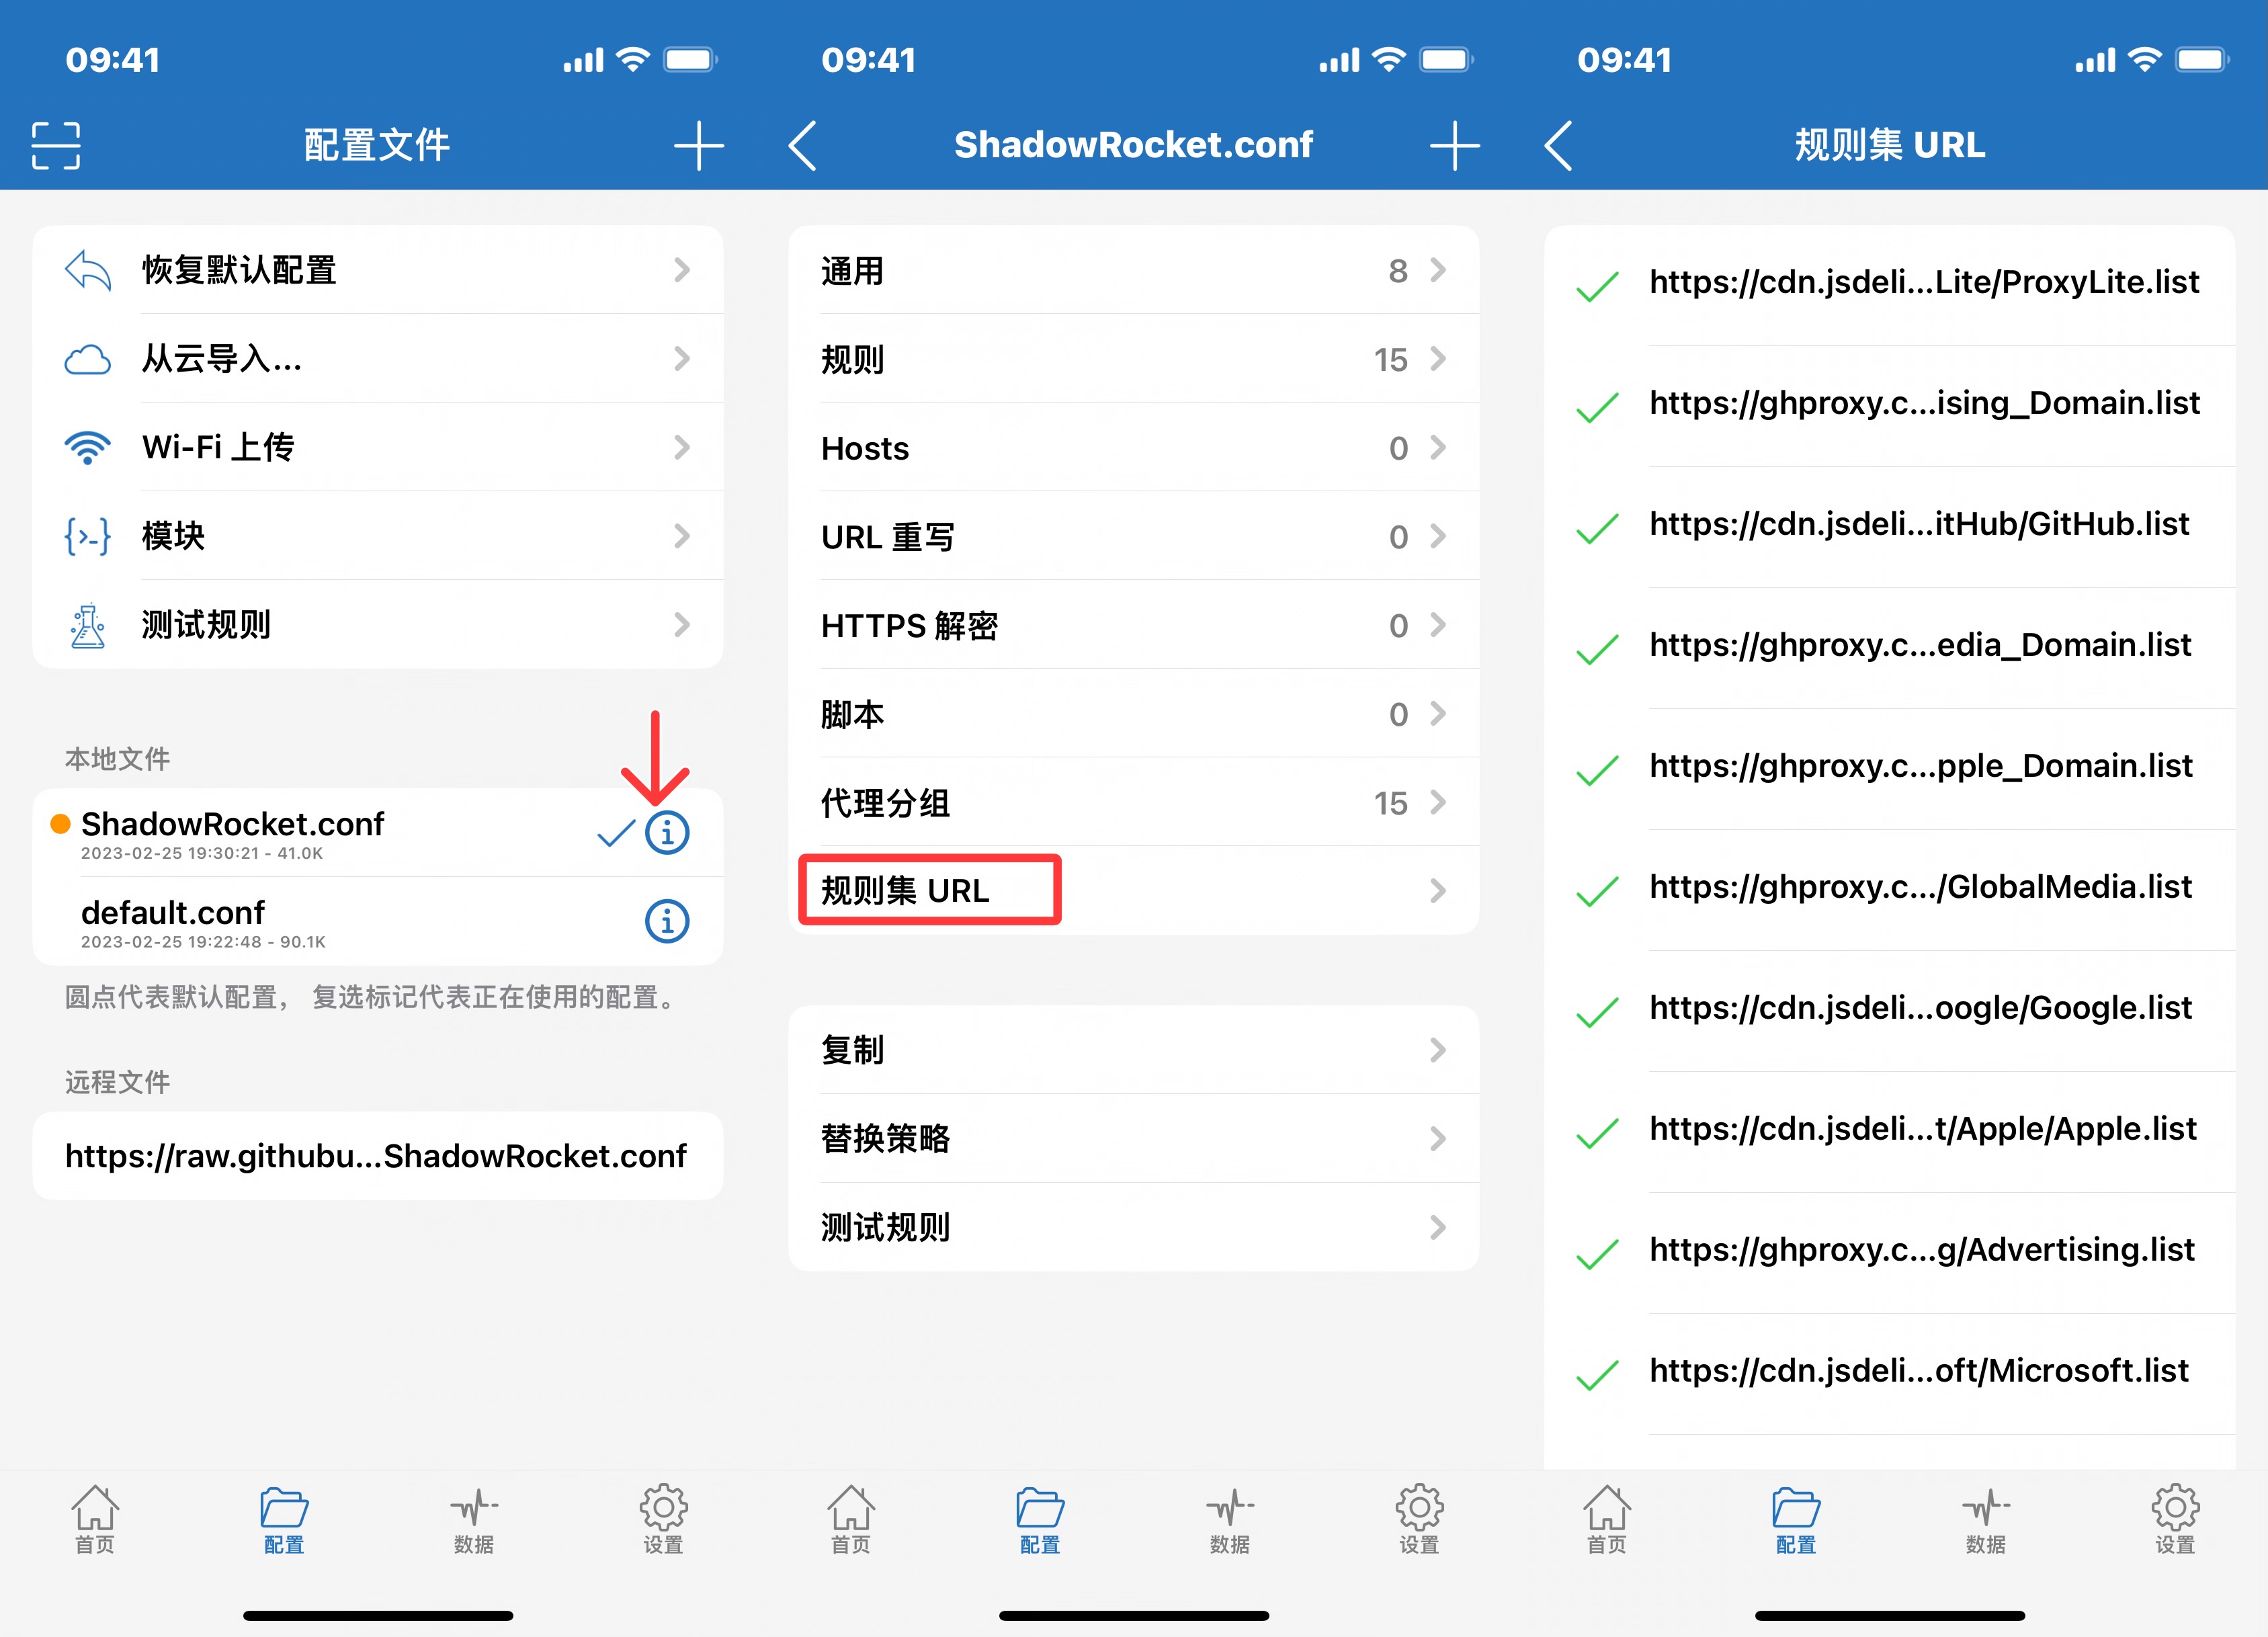 09:41
配置文件
恢复默认配置
从云导入...
Wi-Fi 上传
模块
测试规则
本地文件
ShadowRocket.conf
2023-02-25 19:30:21 - 41.0K
default.conf
2023-02-25 19:22:48 - 90.1K
圆点代表默认配置， 复选标记代表正在使用的配置。
远程文件
https://raw.githubu...ShadowRocket.conf
首页
配置
数据
设置
09:41
ShadowRocket.conf
通用 8
规则 15
Hosts 0
URL 重写 0
HTTPS 解密 0
脚本 0
代理分组 15
规则集 URL
复制
替换策略
测试规则
首页
配置
数据
设置
09:41
规则集 URL
https://cdn.jsdeli...Lite/ProxyLite.list
https://ghproxy.c...ising_Domain.list
https://cdn.jsdeli...itHub/GitHub.list
https://ghproxy.c...edia_Domain.list
https://ghproxy.c...pple_Domain.list
https://ghproxy.c.../GlobalMedia.list
https://cdn.jsdeli...oogle/Google.list
https://cdn.jsdeli...t/Apple/Apple.list
https://ghproxy.c...g/Advertising.list
https://cdn.jsdeli...oft/Microsoft.list
首页
配置
数据
设置